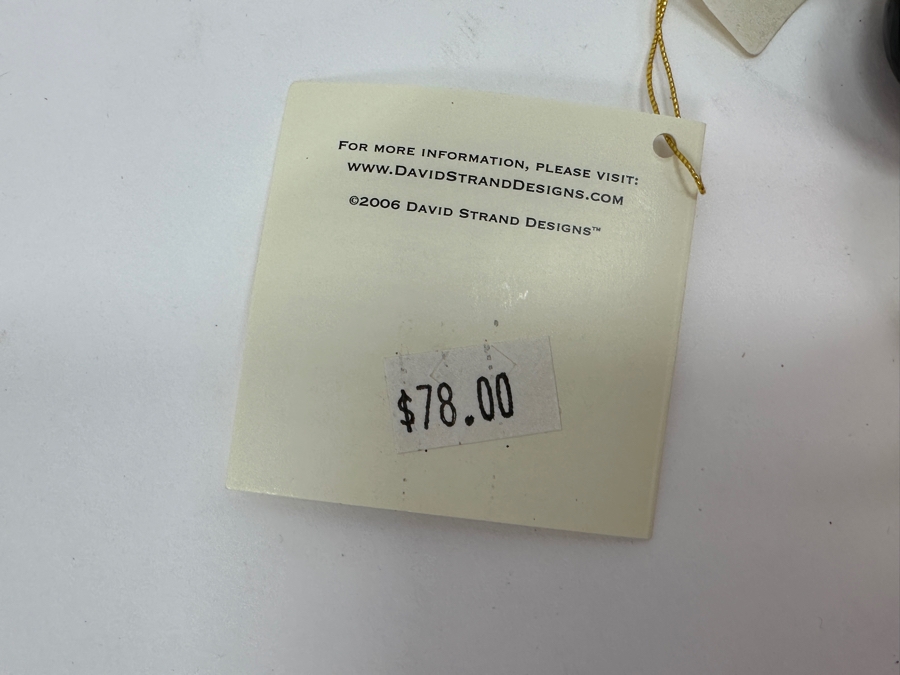 FOR MORE INFORMATION, PLEASE VISIT:
WWW.DAVIDSTRANDDESIGNS.COM
©2006 DAVID STRAND DESIGNS™
$78.00